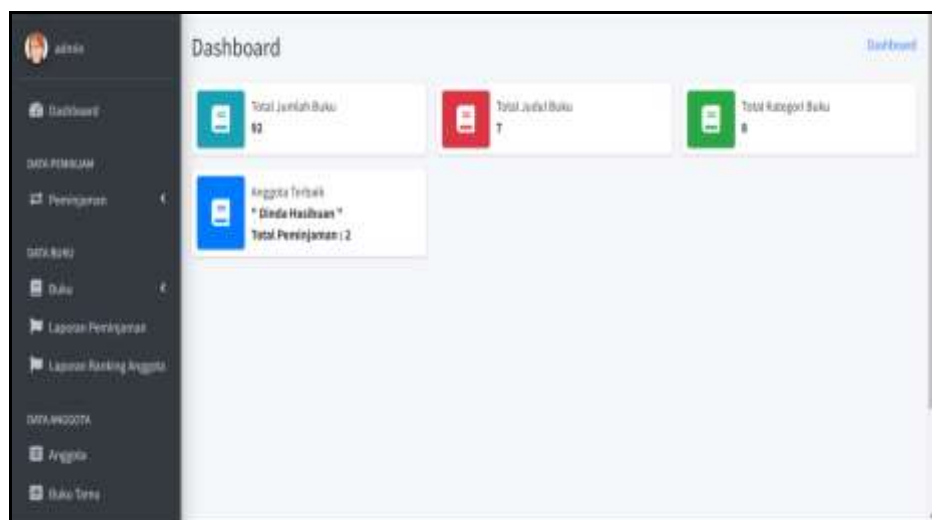 admin
Dashboard
DATA PEMINJAM
Peminjaman
DATA BUKU
Buku
Laporan Peminjaman
Laporan Ranking Anggota
DATA ANGGOTA
Anggota
Buku Tamu
Dashboard
Dashboard
Total Jumlah Buku
Total Judul Buku
7
Total Kategori Buku
Anggota Terbaik
" Dinda Hasibuan "
Total Peminjaman : 2